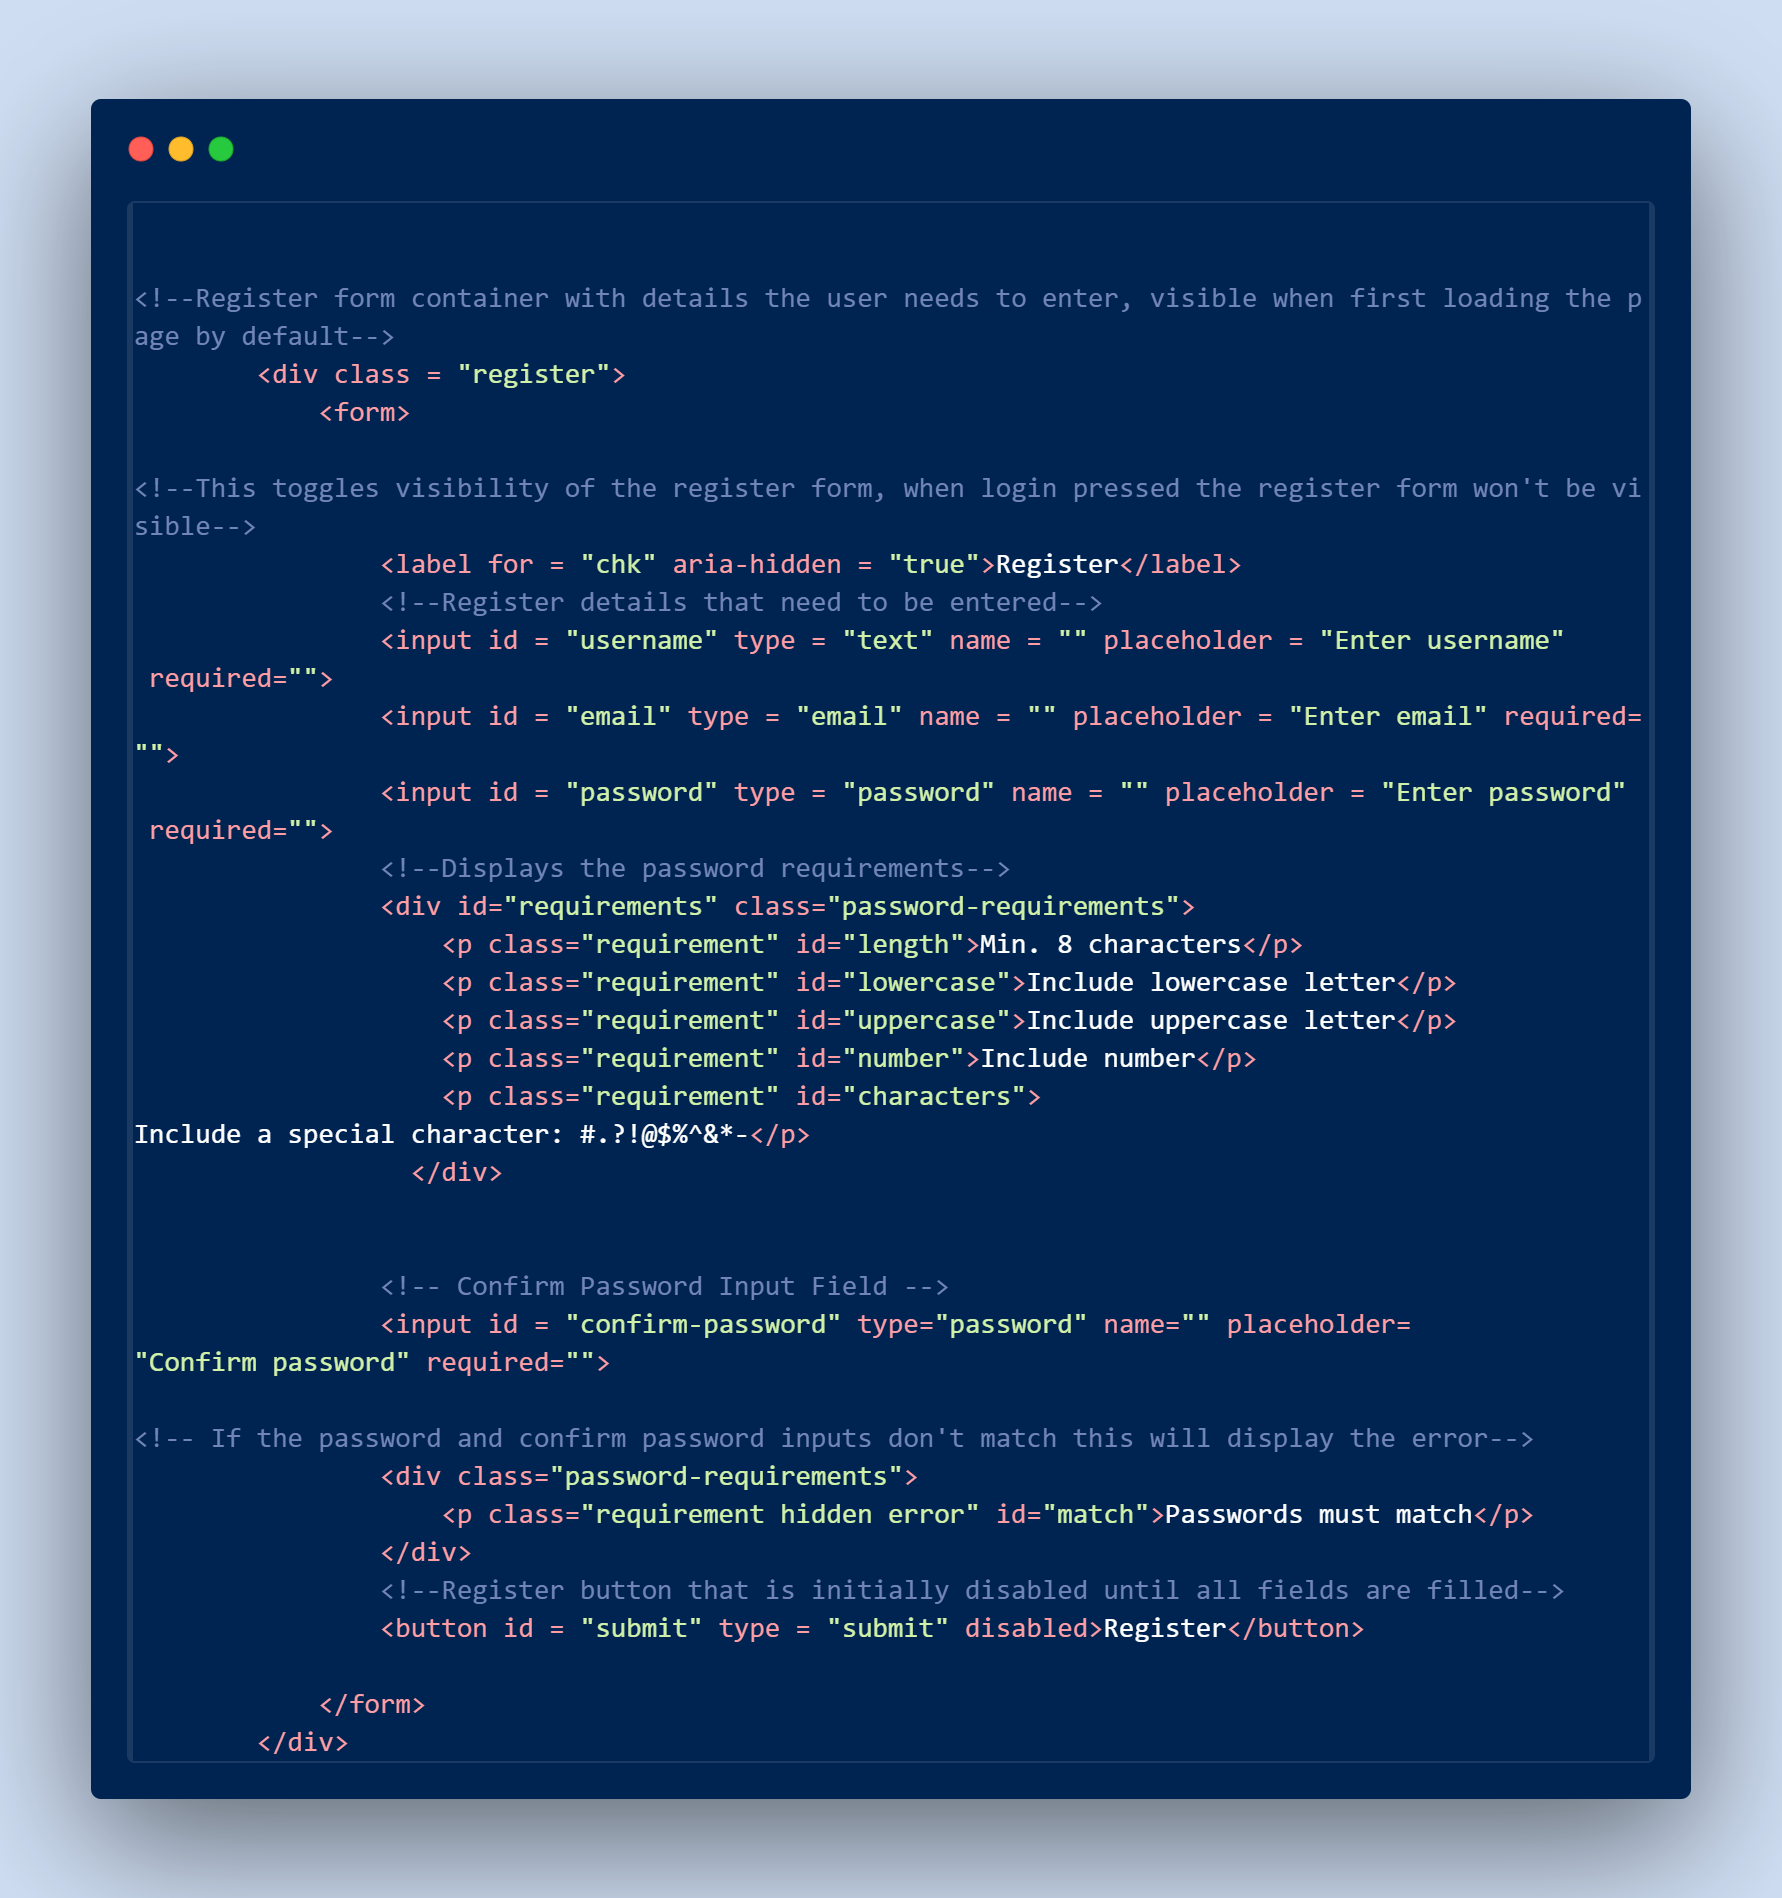 <!--Register form container with details the user needs to enter, visible when first loading the p
age by default-->
        <div class = "register">
            <form>
<!--This toggles visibility of the register form, when login pressed the register form won't be vi
sible-->
                <label for = "chk" aria-hidden = "true">Register</label>
                <!--Register details that need to be entered-->
                <input id = "username" type = "text" name = "" placeholder = "Enter username"
 required="">
                <input id = "email" type = "email" name = "" placeholder = "Enter email" required=
"">
                <input id = "password" type = "password" name = "" placeholder = "Enter password"
 required="">
                <!--Displays the password requirements-->
                <div id="requirements" class="password-requirements">
                    <p class="requirement" id="length">Min. 8 characters</p>
                    <p class="requirement" id="lowercase">Include lowercase letter</p>
                    <p class="requirement" id="uppercase">Include uppercase letter</p>
                    <p class="requirement" id="number">Include number</p>
                    <p class="requirement" id="characters">
Include a special character: #.?!@$%^&*-</p>
                  </div>
                <!-- Confirm Password Input Field -->
                <input id = "confirm-password" type="password" name="" placeholder=
"Confirm password" required="">
<!-- If the password and confirm password inputs don't match this will display the error-->
                <div class="password-requirements">
                    <p class="requirement hidden error" id="match">Passwords must match</p>
                </div>
                <!--Register button that is initially disabled until all fields are filled-->
                <button id = "submit" type = "submit" disabled>Register</button>
            </form>
        </div>